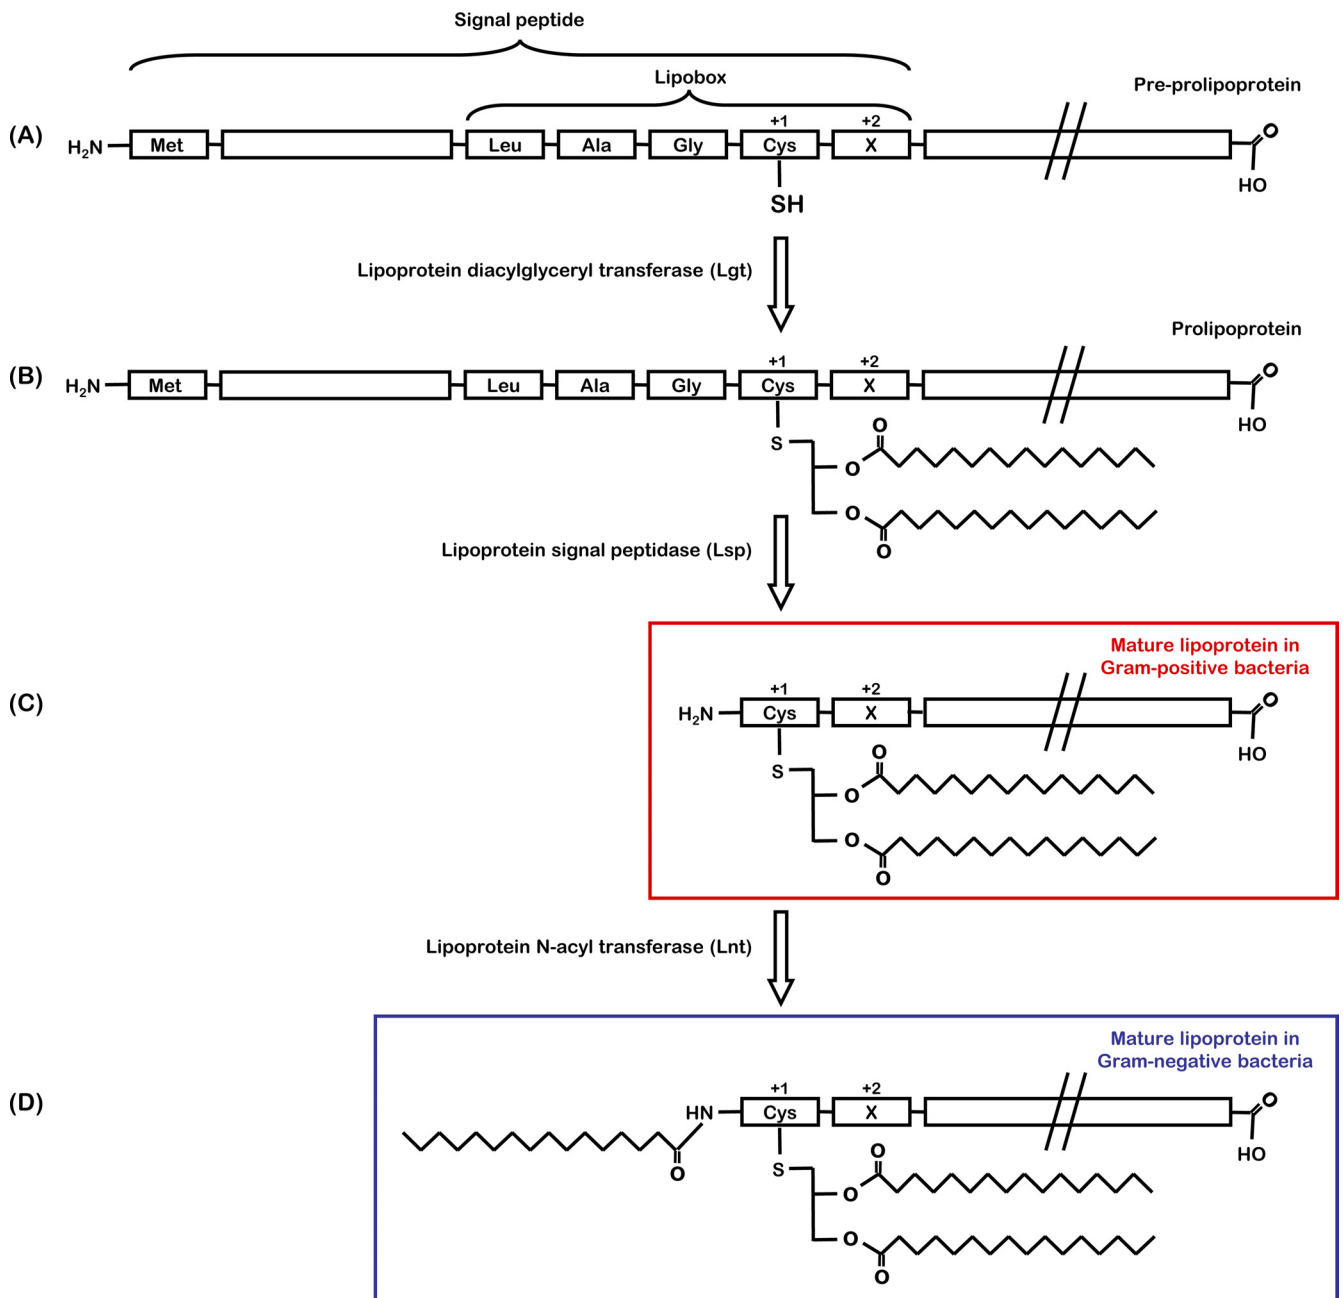 Signal peptide
Lipobox
Pre-prolipoprotein
(A)
H2N Met Leu Ala Gly +1 Cys +2 X O
HO
SH
Lipoprotein diacylglyceryl transferase (Lgt)
Prolipoprotein
(B)
H2N Met Leu Ala Gly +1 Cys +2 X O
HO
O
S
O
O
O
Lipoprotein signal peptidase (Lsp)
Mature lipoprotein in
Gram-positive bacteria
(C)
H2N +1 Cys +2 X O
HO
O
S
O
O
O
Lipoprotein N-acyl transferase (Lnt)
Mature lipoprotein in
Gram-negative bacteria
(D)
HN +1 Cys +2 X O
HO
O
O
S
O
O
O